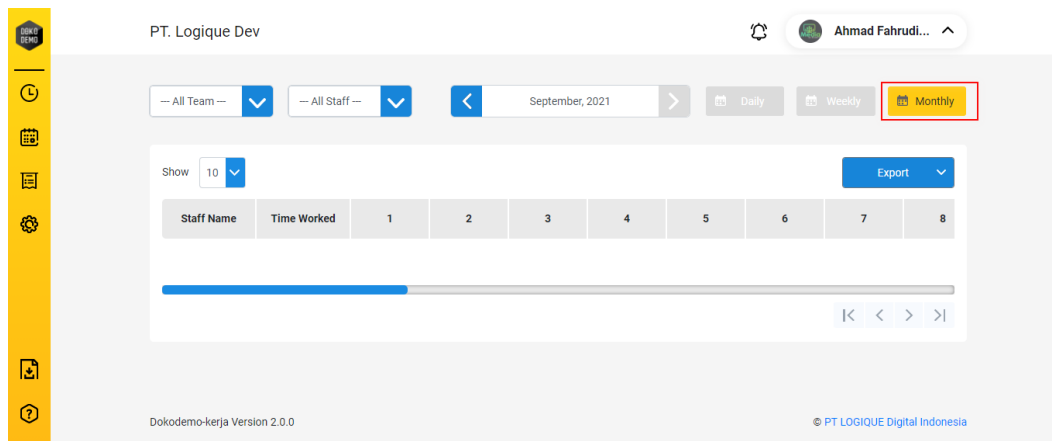 DOKO
DEMO
PT. Logique Dev
Ahmad Fahrudi...
--- All Team ---
--- All Staff ---
September, 2021
Daily
Weekly
Monthly
Show 10
Export
Staff Name Time Worked 1 2 3 4 5 6 7 8
Dokodemo-kerja Version 2.0.0
© PT LOGIQUE Digital Indonesia